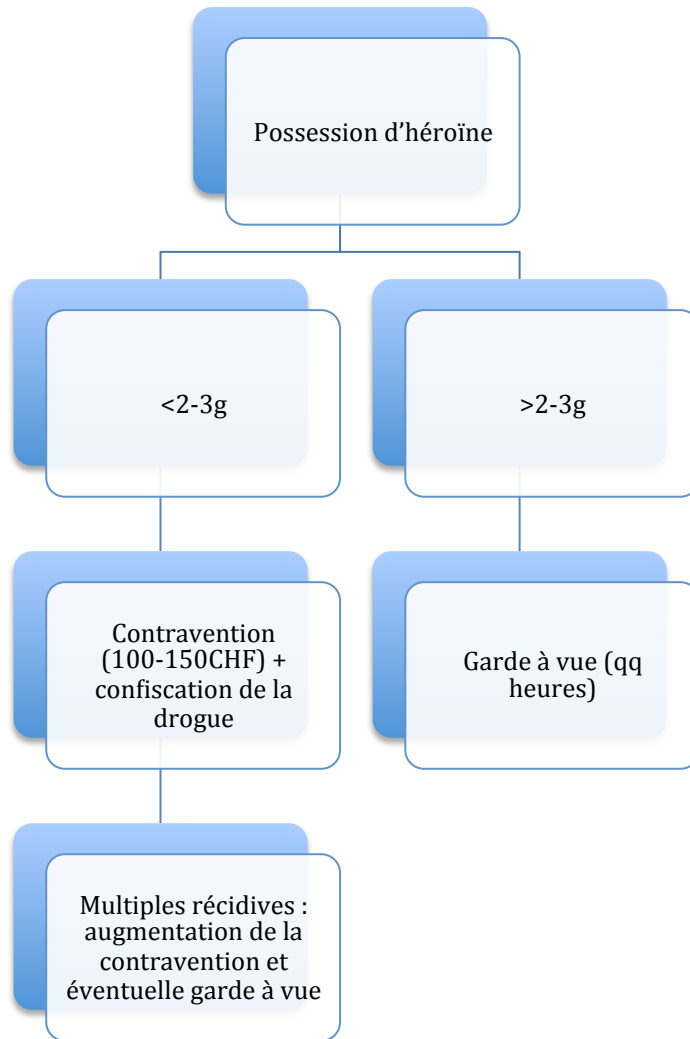 Possession d’héroïne
<2-3g
>2-3g
Contravention
(100-150CHF) +
confiscation de la
drogue
Garde à vue (qq
heures)
Multiples récidives :
augmentation de la
contravention et
éventuelle garde à vue